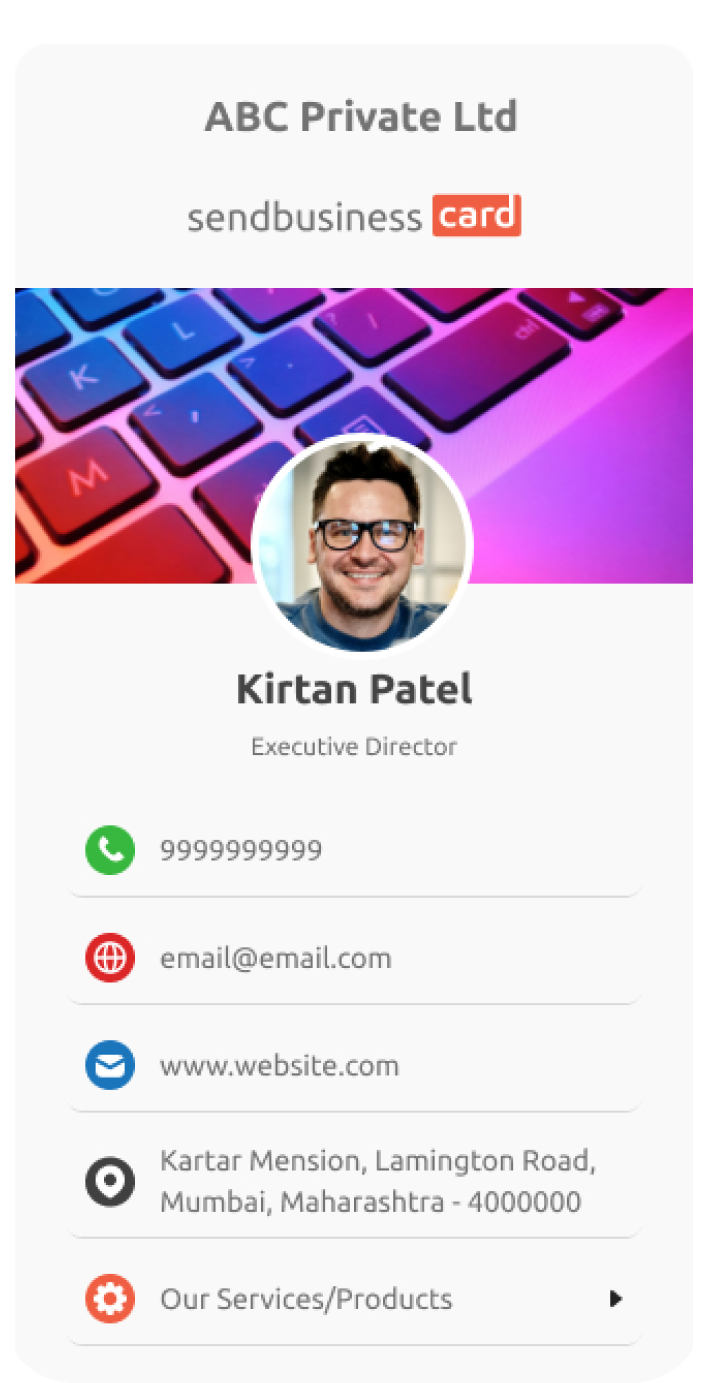 ABC Private Ltd
sendbusiness card
K
L
M
ctrl
Kirtan Patel
Executive Director
9999999999
email@email.com
www.website.com
Kartar Mension, Lamington Road,
Mumbai, Maharashtra - 4000000
Our Services/Products